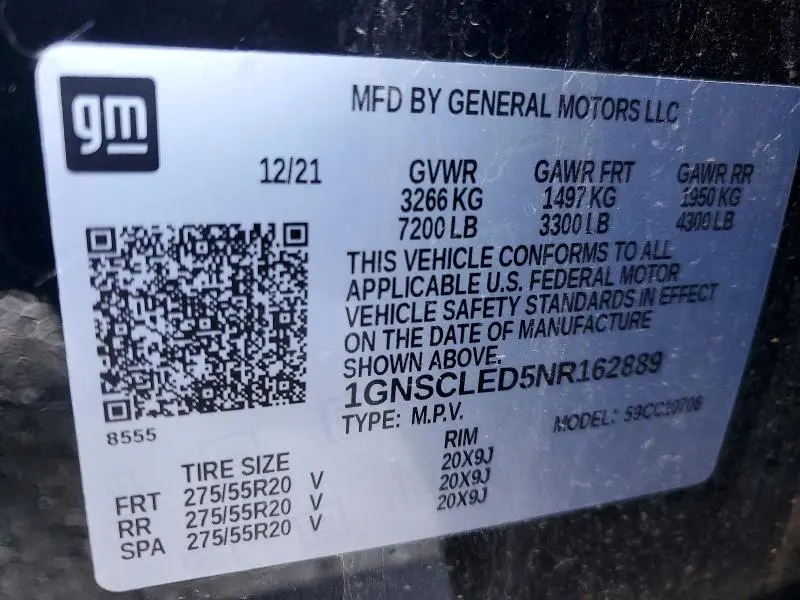 gm
MFD BY GENERAL MOTORS LLC
12/21 GVWR GAWR FRT GAWR RR
3266 KG 1497 KG 1950 KG
7200 LB 3300 LB 4300 LB
THIS VEHICLE CONFORMS TO ALL
APPLICABLE U.S. FEDERAL MOTOR
VEHICLE SAFETY STANDARDS IN EFFECT
ON THE DATE OF MANUFACTURE
SHOWN ABOVE.
1GNSCLED5NR162889
TYPE: M.P.V. MODEL: 59CC10708
8555
TIRE SIZE RIM
FRT 275/55R20 V 20X9J
RR 275/55R20 V 20X9J
SPA 275/55R20 V 20X9J